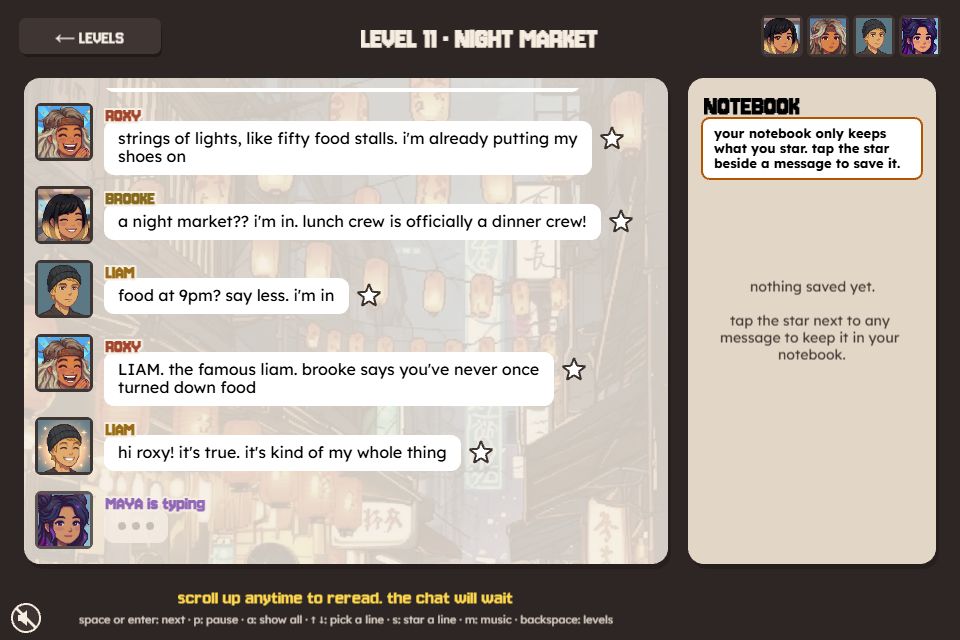 ← LEVELS
LEVEL 11 · NIGHT MARKET
ROXY
strings of lights, like fifty food stalls. i'm already putting my
shoes on
BROOKE
a night market?? i'm in. lunch crew is officially a dinner crew!
LIAM
food at 9pm? say less. i'm in
ROXY
LIAM. the famous liam. brooke says you've never once
turned down food
LIAM
hi roxy! it's true. it's kind of my whole thing
MAYA is typing
NOTEBOOK
your notebook only keeps
what you star. tap the star
beside a message to save it.
nothing saved yet.
tap the star next to any
message to keep it in your
notebook.
scroll up anytime to reread. the chat will wait
space or enter: next · p: pause · a: show all · ↑ ↓: pick a line · s: star a line · m: music · backspace: levels